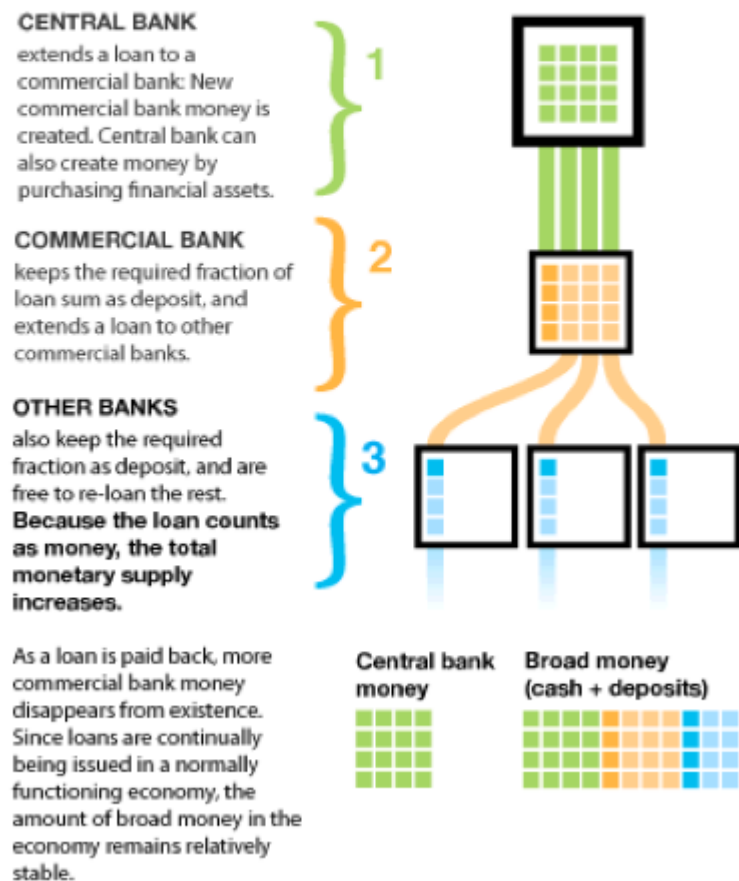 CENTRAL BANK
extends a loan to a
commercial bank: New
commercial bank money is
created. Central bank can
also create money by
purchasing financial assets.
1
COMMERCIAL BANK
keeps the required fraction of
loan sum as deposit, and
extends a loan to other
commercial banks.
2
OTHER BANKS
also keep the required
fraction as deposit, and are
free to re-loan the rest.
Because the loan counts
as money, the total
monetary supply
increases.
3
As a loan is paid back, more
commercial bank money
disappears from existence.
Since loans are continually
being issued in a normally
functioning economy, the
amount of broad money in the
economy remains relatively
stable.
Central bank
money
Broad money
(cash + deposits)